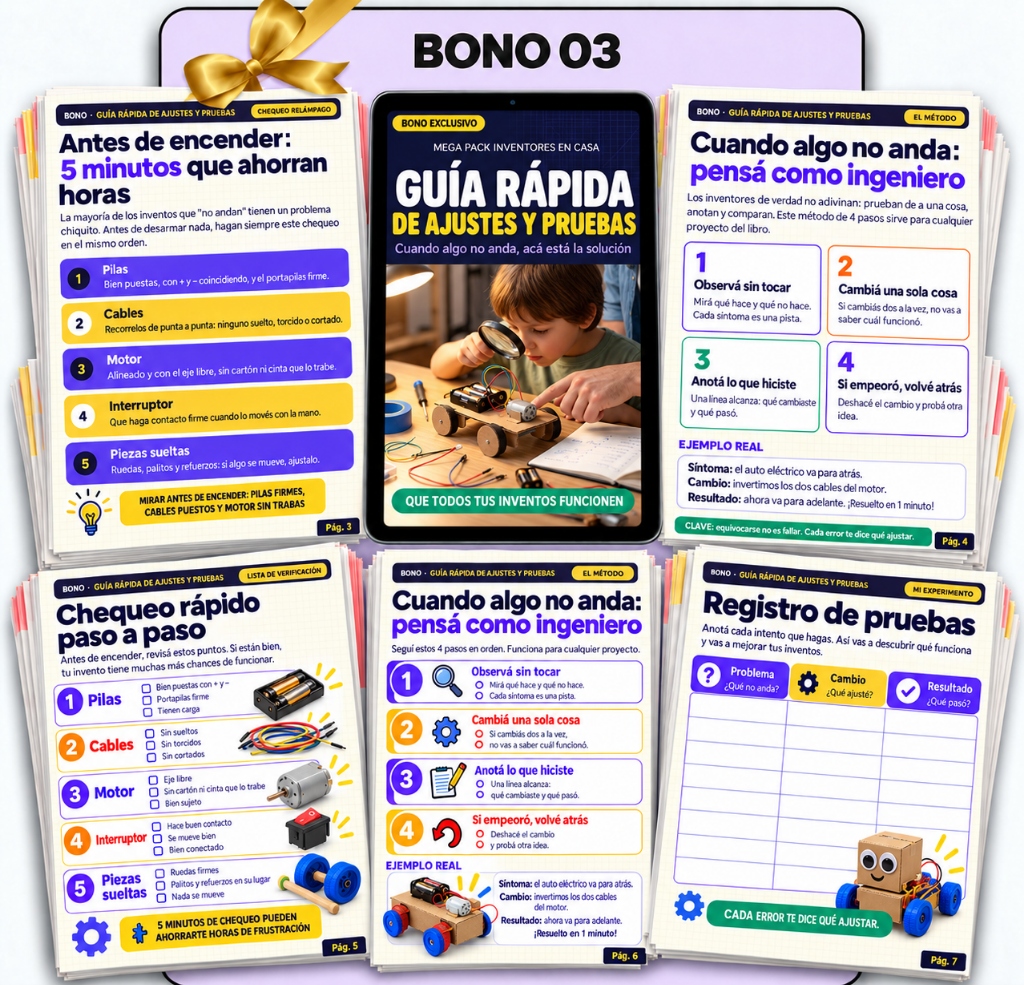 BONO 03
BONO · GUÍA RÁPIDA DE AJUSTES Y PRUEBAS
CHEQUEO RELÁMPAGO
Antes de encender:
5 minutos que ahorran
horas
La mayoría de los inventos que "no andan" tienen un problema
chiquito. Antes de desarmar nada, hagan siempre este chequeo
en el mismo orden.
1
Pilas
Bien puestas, con + y – coincidiendo, y el portapilas firme.
2
Cables
Recorrelos de punta a punta: ninguno suelto, torcido o cortado.
3
Motor
Alineado y con el eje libre, sin cartón ni cinta que lo trabe.
4
Interruptor
Que haga contacto firme cuando lo movés con la mano.
5
Piezas sueltas
Ruedas, palitos y refuerzos: si algo se mueve, ajustalo.
MIRAR ANTES DE ENCENDER: PILAS FIRMES,
CABLES PUESTOS Y MOTOR SIN TRABAS
Pág. 3
BONO EXCLUSIVO
MEGA PACK INVENTORES EN CASA
GUÍA RÁPIDA
DE AJUSTES Y PRUEBAS
Cuando algo no anda, acá está la solución
QUE TODOS TUS INVENTOS FUNCIONEN
BONO · GUÍA RÁPIDA DE AJUSTES Y PRUEBAS
EL MÉTODO
Cuando algo no anda:
pensá como ingeniero
Los inventores de verdad no adivinan: prueban de a una cosa,
anotan y comparan. Este método de 4 pasos sirve para cualquier
proyecto del libro.
1
Observá sin tocar
Mirá qué hace y qué no hace.
Cada síntoma es una pista.
2
Cambiá una sola cosa
Si cambiás dos a la vez, no vas a
saber cuál funcionó.
3
Anotá lo que hiciste
Una línea alcanza: qué cambiaste
y qué pasó.
4
Si empeoró, volvé atrás
Deshacé el cambio y probá otra
idea.
EJEMPLO REAL
Síntoma: el auto eléctrico va para atrás.
Cambio: invertimos los dos cables del motor.
Resultado: ahora va para adelante. ¡Resuelto en 1 minuto!
CLAVE: equivocarse no es fallar. Cada error te dice qué ajustar.
Pág. 4
BONO · GUÍA RÁPIDA DE AJUSTES Y PRUEBAS
LISTA DE VERIFICACIÓN
Chequeo rápido
paso a paso
Antes de encender, revisá estos puntos. Si están bien,
tu invento tiene muchas más chances de funcionar.
1 Pilas
Bien puestas con + y –
Portapilas firme
Tienen carga
2 Cables
Sin sueltos
Sin torcidos
Sin cortados
3 Motor
Eje libre
Sin cartón ni cinta que lo trabe
Bien sujeto
4 Interruptor
Hace buen contacto
Se mueve bien
Bien conectado
5 Piezas
sueltas
Ruedas firmes
Palitos y refuerzos en su lugar
Nada se mueve
5 MINUTOS DE CHEQUEO PUEDEN
AHORRARTE HORAS DE FRUSTRACIÓN
Pág. 5
BONO · GUÍA RÁPIDA DE AJUSTES Y PRUEBAS
EL MÉTODO
Cuando algo no anda:
pensá como ingeniero
Seguí estos 4 pasos en orden. Funciona para cualquier proyecto.
1
Observá sin tocar
Mirá qué hace y qué no hace.
Cada síntoma es una pista.
2
Cambiá una sola cosa
Si cambiás dos a la vez,
no vas a saber cuál funcionó.
3
Anotá lo que hiciste
Una línea alcanza:
qué cambiaste y qué pasó.
4
Si empeoró, volvé atrás
Deshacé el cambio
y probá otra idea.
EJEMPLO REAL
Síntoma: el auto eléctrico va para atrás.
Cambio: invertimos los dos cables
del motor.
Resultado: ahora va para adelante.
¡Resuelto en 1 minuto!
Pág. 6
BONO · GUÍA RÁPIDA DE AJUSTES Y PRUEBAS
MI EXPERIMENTO
Registro de pruebas
Anotá cada intento que hagas. Así vas a descubrir qué funciona
y vas a mejorar tus inventos.
? Problema
¿Qué no anda?
Cambio
¿Qué ajusté?
Resultado
¿Qué pasó?
CADA ERROR TE DICE QUÉ AJUSTAR.
Pág. 7